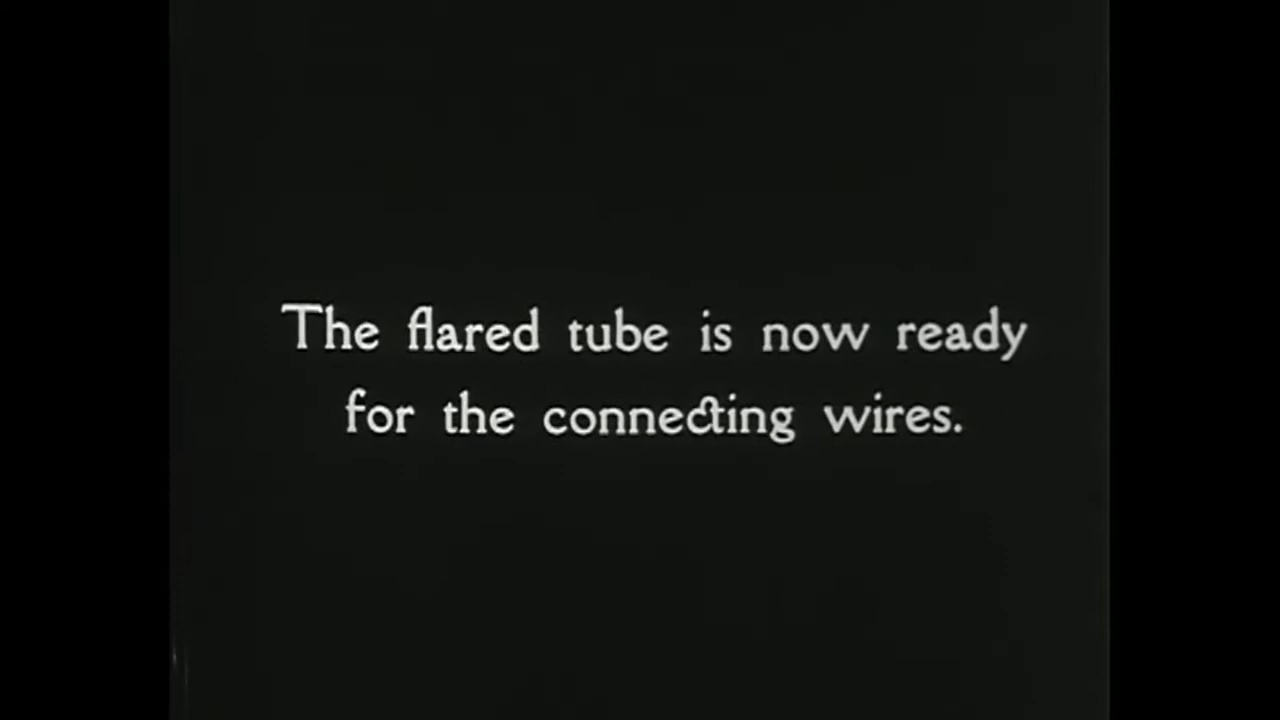 The flared tube is now ready
for the connecting wires.